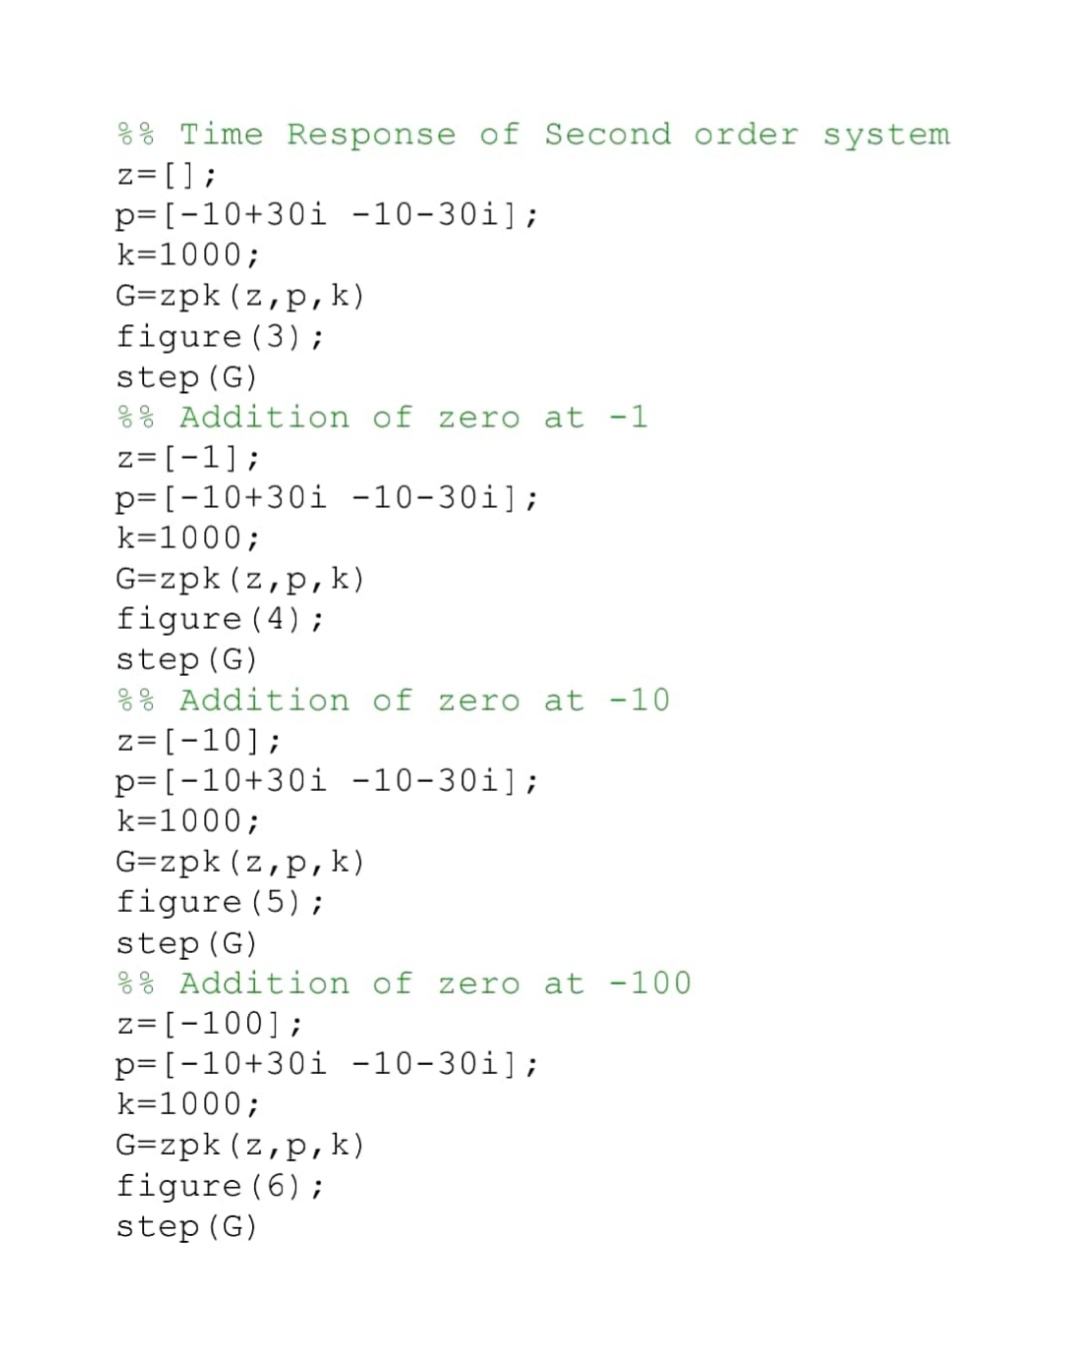 %% Time Response of Second order system
z=[];
p=[-10+30i -10-30i];
k=1000;
G=zpk(z,p,k)
figure(3);
step(G)
%% Addition of zero at -1
z=[-1];
p=[-10+30i -10-30i];
k=1000;
G=zpk(z,p,k)
figure(4);
step(G)
%% Addition of zero at -10
z=[-10];
p=[-10+30i -10-30i];
k=1000;
G=zpk(z,p,k)
figure(5);
step(G)
%% Addition of zero at -100
z=[-100];
p=[-10+30i -10-30i];
k=1000;
G=zpk(z,p,k)
figure(6);
step(G)